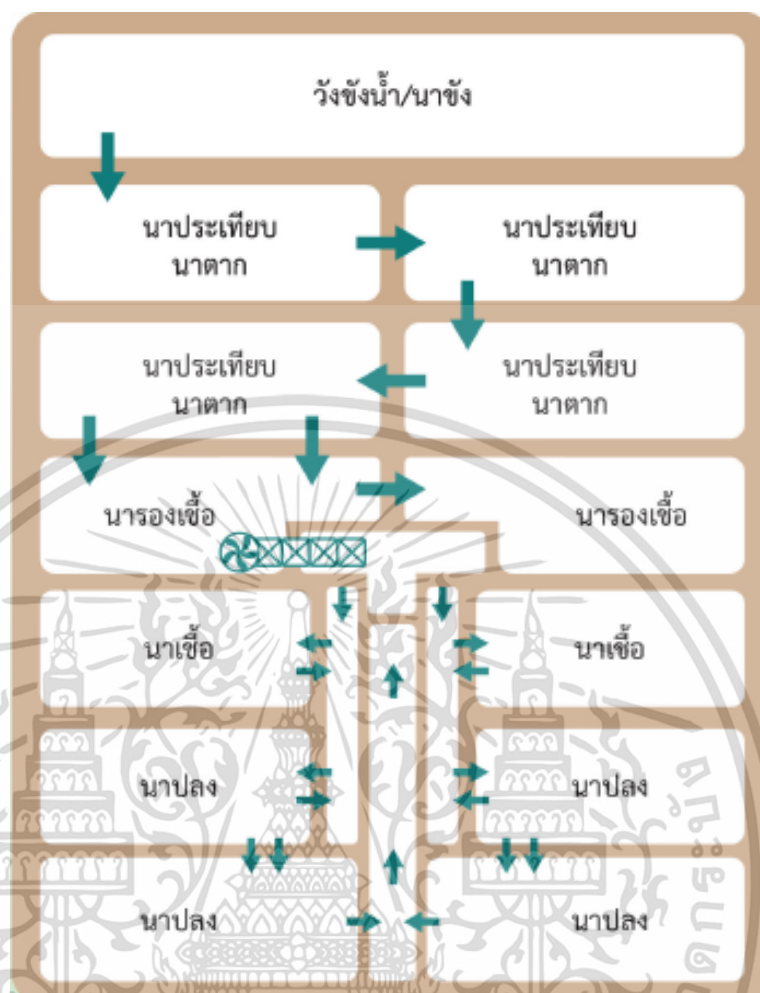 วังขังน้ำ/นาขัง
นาประเทียบ
นาตาก
นาประเทียบ
นาตาก
นาประเทียบ
นาตาก
นาประเทียบ
นาตาก
นารองเชื้อ
นารองเชื้อ
นาเชื้อ
นาเชื้อ
นาปลง
นาปลง
นาปลง
นาปลง